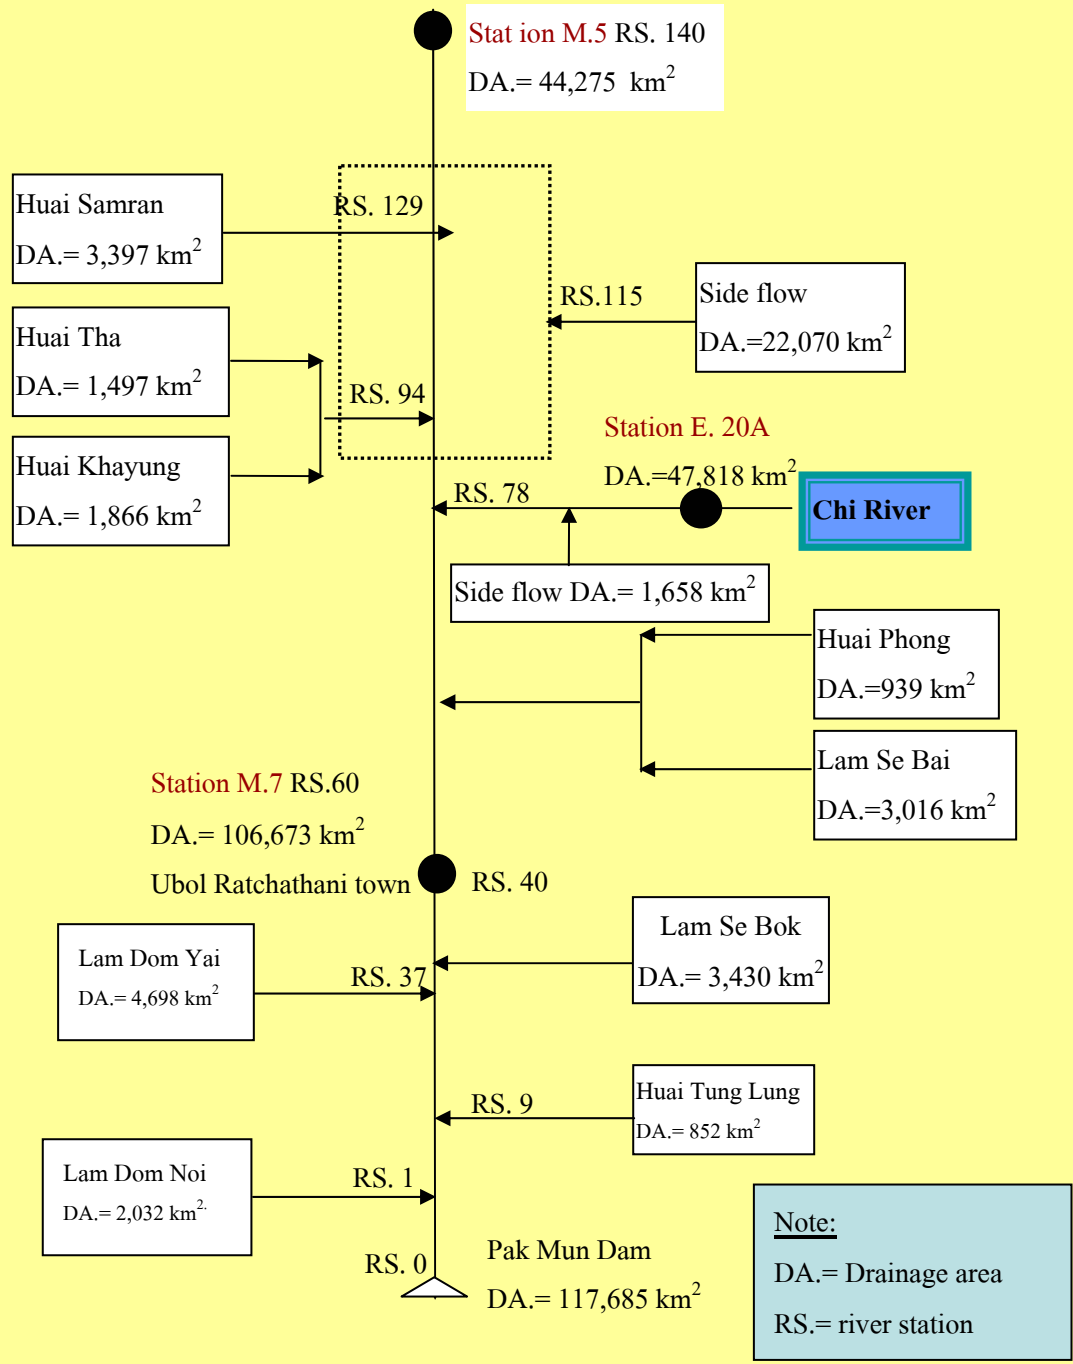 Stat ion M.5 RS. 140
DA.= 44,275 km²
Huai Samran
DA.= 3,397 km²
RS. 129
RS.115
Side flow
DA.=22,070 km²
Huai Tha
DA.= 1,497 km²
RS. 94
Huai Khayung
DA.= 1,866 km²
Station E. 20A
DA.=47,818 km²
RS. 78
Chi River
Side flow DA.= 1,658 km²
Huai Phong
DA.=939 km²
Lam Se Bai
DA.=3,016 km²
Station M.7 RS.60
DA.= 106,673 km²
Ubol Ratchathani town
RS. 40
Lam Se Bok
DA.= 3,430 km²
Lam Dom Yai
DA.= 4,698 km²
RS. 37
Huai Tung Lung
DA.= 852 km²
RS. 9
Lam Dom Noi
DA.= 2,032 km².
RS. 1
RS. 0
Pak Mun Dam
DA.= 117,685 km²
Note:
DA.= Drainage area
RS.= river station